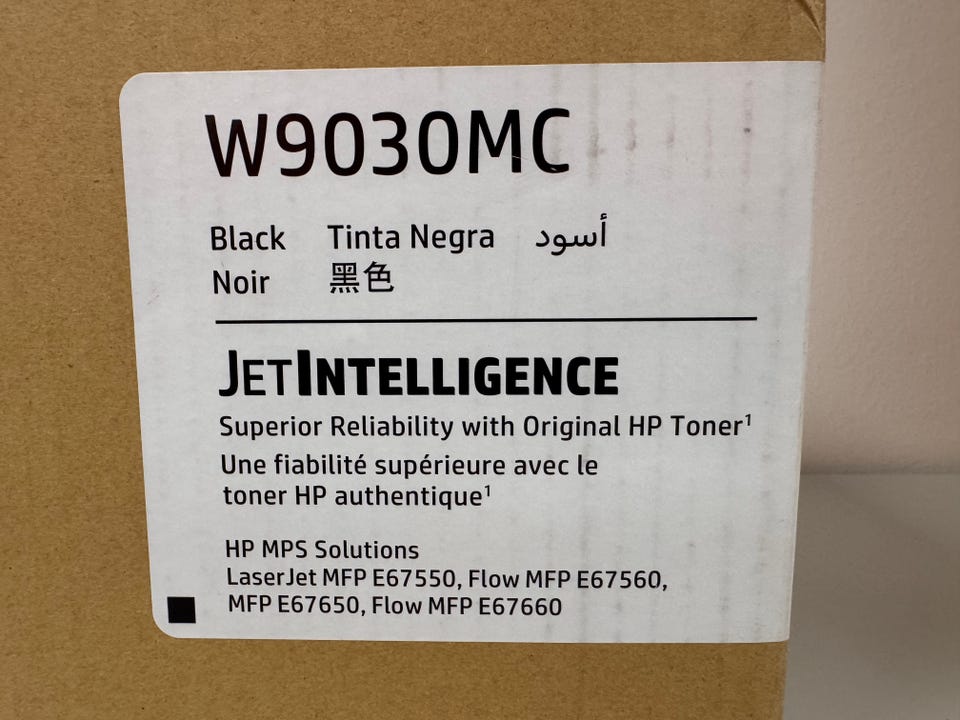 W9030MC
Black Tinta Negra أسود
Noir 黑色
JETINTELLIGENCE
Superior Reliability with Original HP Toner¹
Une fiabilité supérieure avec le
toner HP authentique¹
HP MPS Solutions
LaserJet MFP E67550, Flow MFP E67560,
MFP E67650, Flow MFP E67660